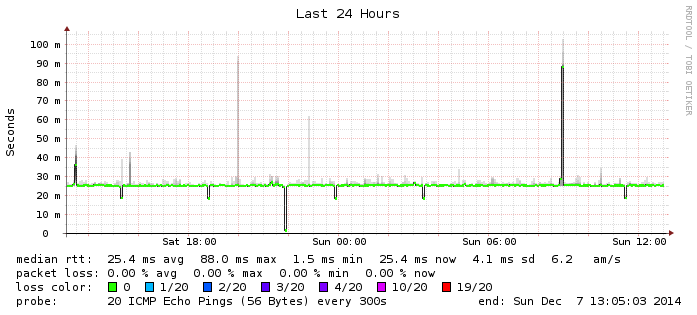 Last 24 Hours
RRDTOOL / TOBI OETIKER
Seconds
100 m
90 m
80 m
70 m
60 m
50 m
40 m
30 m
20 m
10 m
0
Sat 18:00 Sun 00:00 Sun 06:00 Sun 12:00
median rtt: 25.4 ms avg 88.0 ms max 1.5 ms min 25.4 ms now 4.1 ms sd 6.2 am/s
packet loss: 0.00 % avg 0.00 % max 0.00 % min 0.00 % now
loss color: 0 1/20 2/20 3/20 4/20 10/20 19/20
probe: 20 ICMP Echo Pings (56 Bytes) every 300s end: Sun Dec 7 13:05:03 2014